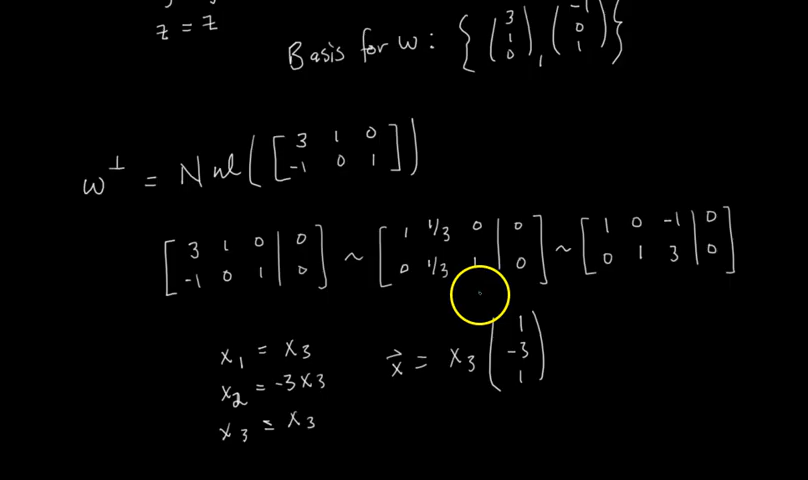 z = z
Basis for W : { (3 1 0), (-1 0 1) }
W⊥ = Nul( [3 1 0 -1 0 1] )
[3 1 0 | 0 -1 0 1 | 0] ~ [1 1/3 0 | 0 0 1/3 1 | 0] ~ [1 0 -1 | 0 0 1 3 | 0]
x₁ = x₃
x₂ = -3x₃
x₃ = x₃
x⃗ = x₃ (1 -3 1)